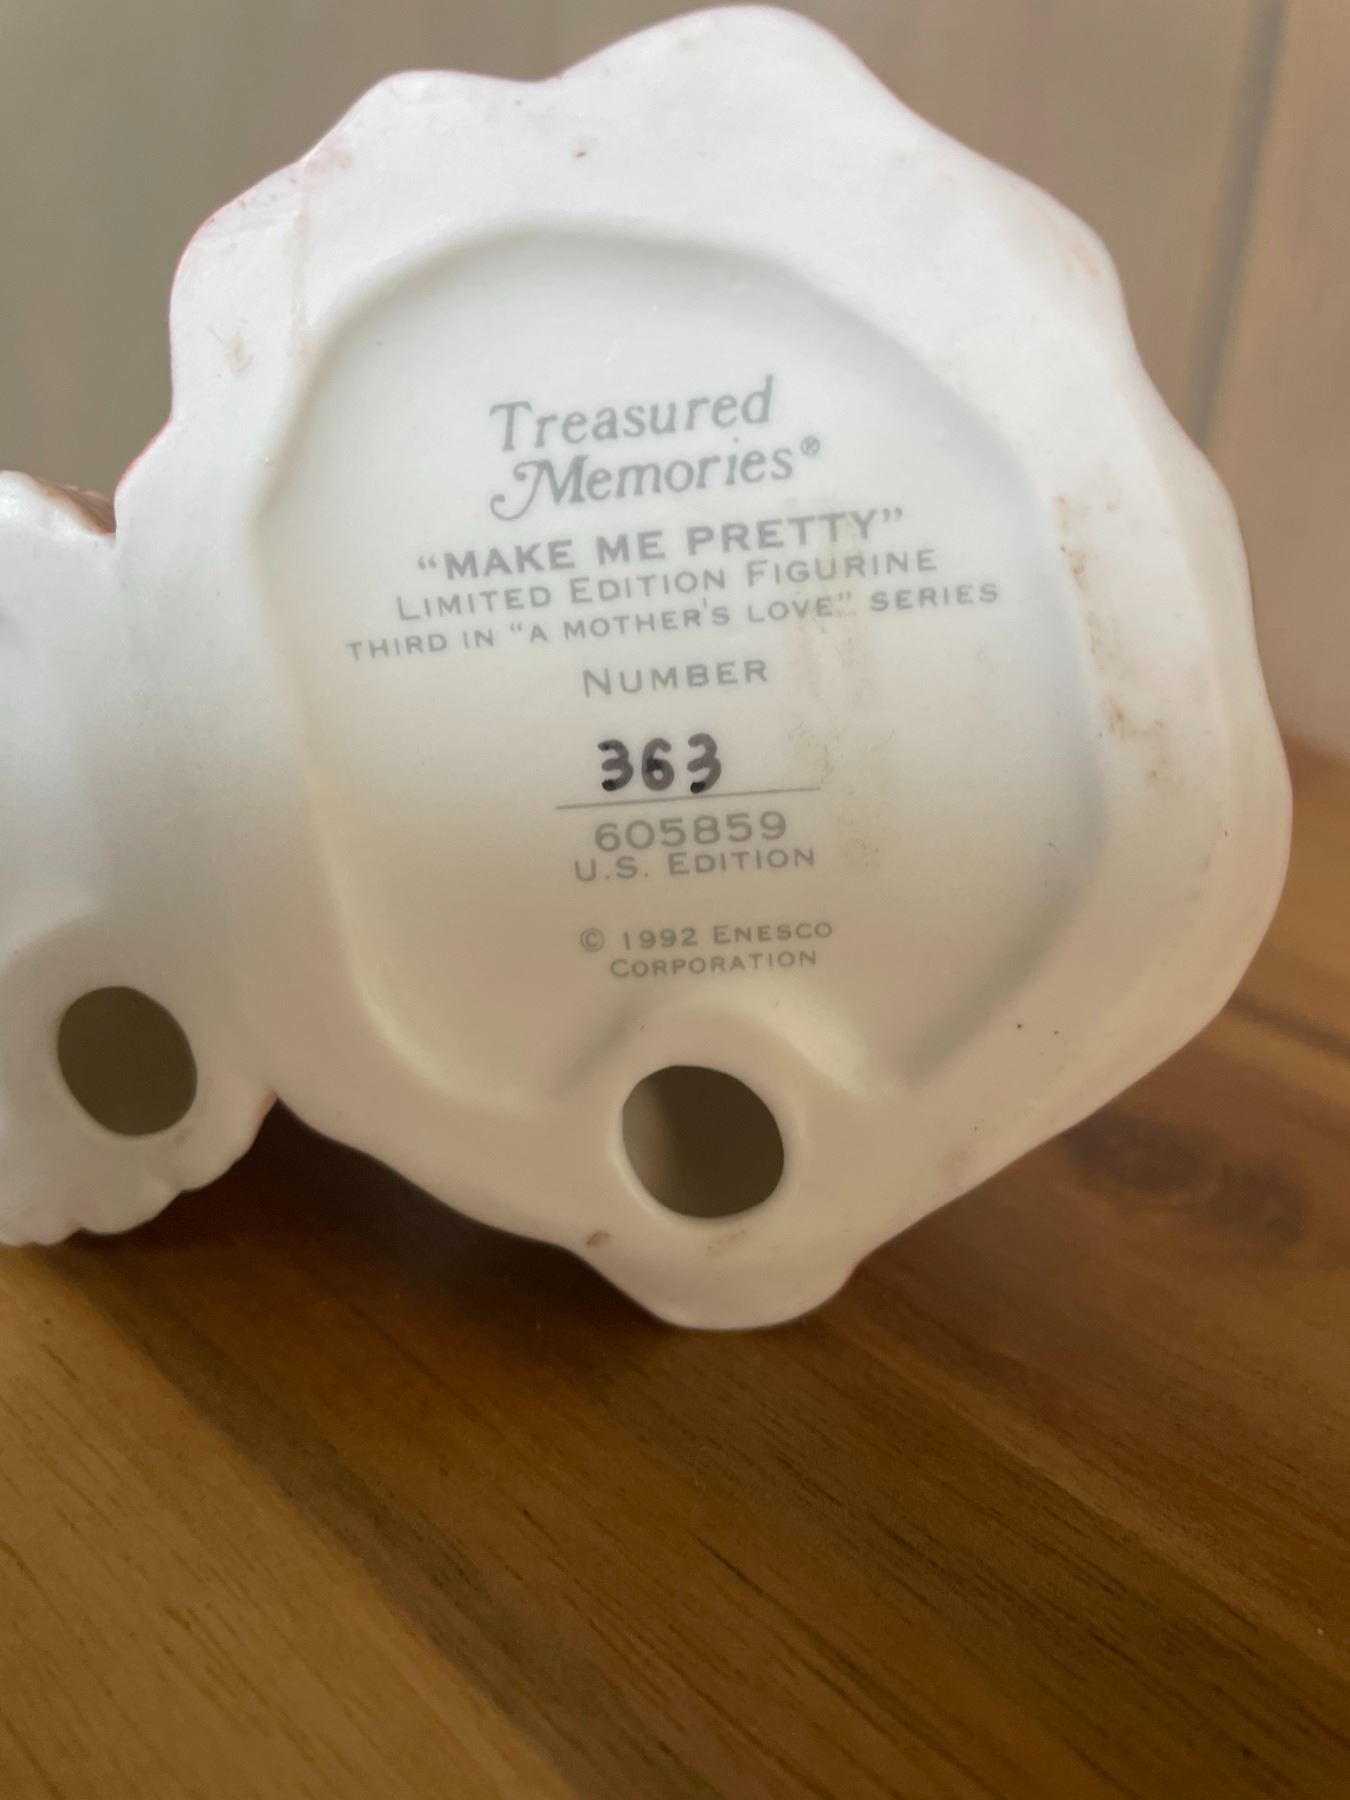 Treasured
Memories®
“MAKE ME PRETTY”
LIMITED EDITION FIGURINE
THIRD IN “A MOTHER'S LOVE” SERIES
NUMBER
363
605859
U.S. EDITION
© 1992 ENESCO
CORPORATION